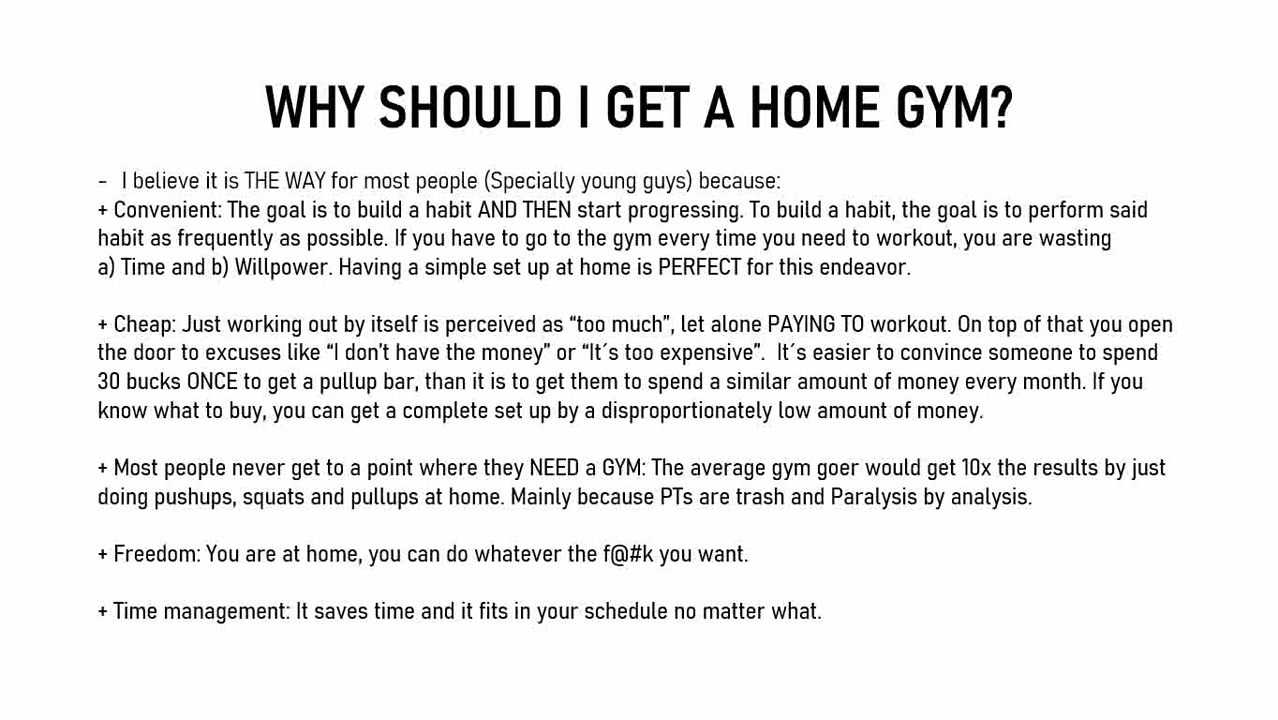 WHY SHOULD I GET A HOME GYM?
- I believe it is THE WAY for most people (Specially young guys) because:
+ Convenient: The goal is to build a habit AND THEN start progressing. To build a habit, the goal is to perform said
habit as frequently as possible. If you have to go to the gym every time you need to workout, you are wasting
a) Time and b) Willpower. Having a simple set up at home is PERFECT for this endeavor.
+ Cheap: Just working out by itself is perceived as “too much”, let alone PAYING TO workout. On top of that you open
the door to excuses like “I don’t have the money” or “It´s too expensive”.  It´s easier to convince someone to spend
30 bucks ONCE to get a pullup bar, than it is to get them to spend a similar amount of money every month. If you
know what to buy, you can get a complete set up by a disproportionately low amount of money.
+ Most people never get to a point where they NEED a GYM: The average gym goer would get 10x the results by just
doing pushups, squats and pullups at home. Mainly because PTs are trash and Paralysis by analysis.
+ Freedom: You are at home, you can do whatever the f@#k you want.
+ Time management: It saves time and it fits in your schedule no matter what.